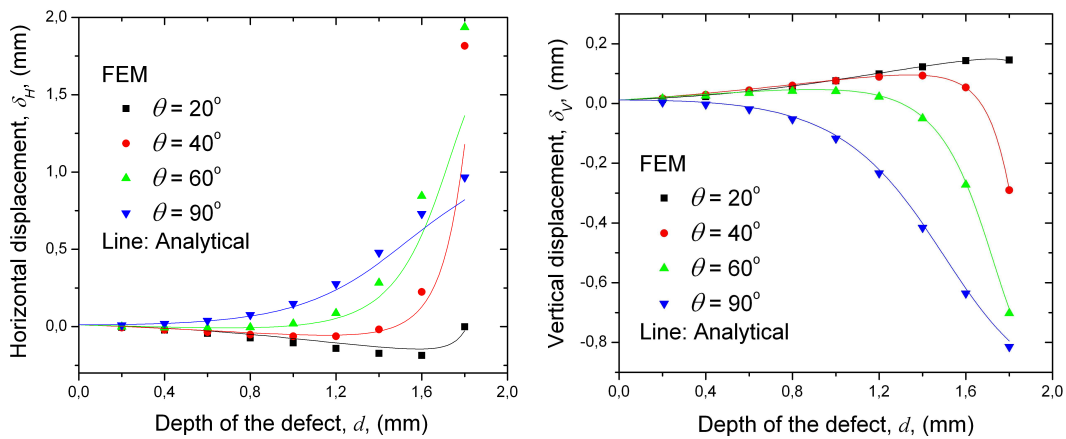 Horizontal displacement, δH, (mm)
2,0
1,5
1,0
0,5
0,0
FEM
θ = 20°
θ = 40°
θ = 60°
θ = 90°
Line: Analytical
0,0 0,4 0,8 1,2 1,6 2,0
Depth of the defect, d, (mm)
Vertical displacement, δV, (mm)
0,2
0,0
-0,2
-0,4
-0,6
-0,8
FEM
θ = 20°
θ = 40°
θ = 60°
θ = 90°
Line: Analytical
0,0 0,4 0,8 1,2 1,6 2,0
Depth of the defect, d, (mm)